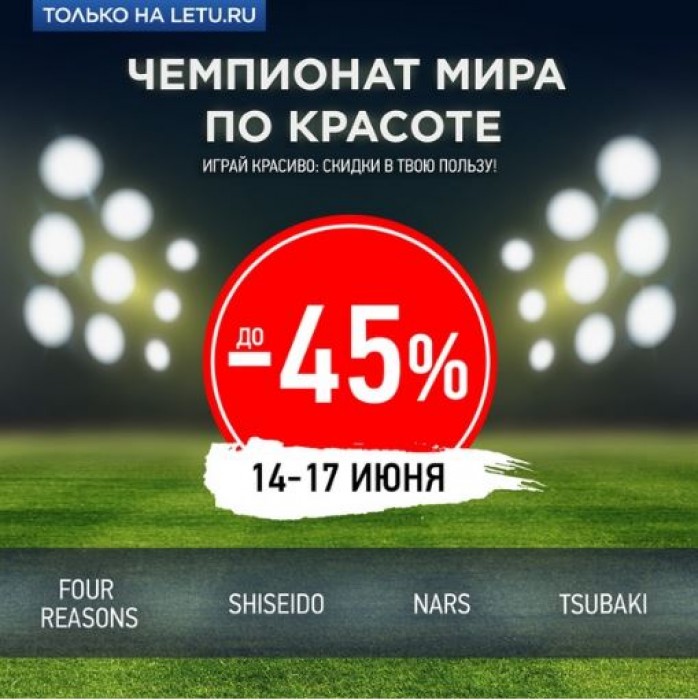 ТОЛЬКО НА LETU.RU
ЧЕМПИОНАТ МИРА
ПО КРАСОТЕ
ИГРАЙ КРАСИВО: СКИДКИ В ТВОЮ ПОЛЬЗУ!
ДО
-45%
14-17 ИЮНЯ
FOUR
REASONS
SHISEIDO
NARS
TSUBAKI